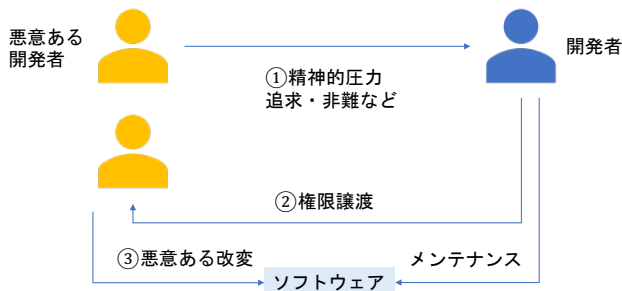 悪意ある
開発者
開発者
①精神的圧力
追求・非難など
②権限譲渡
③悪意ある改変
メンテナンス
ソフトウェア